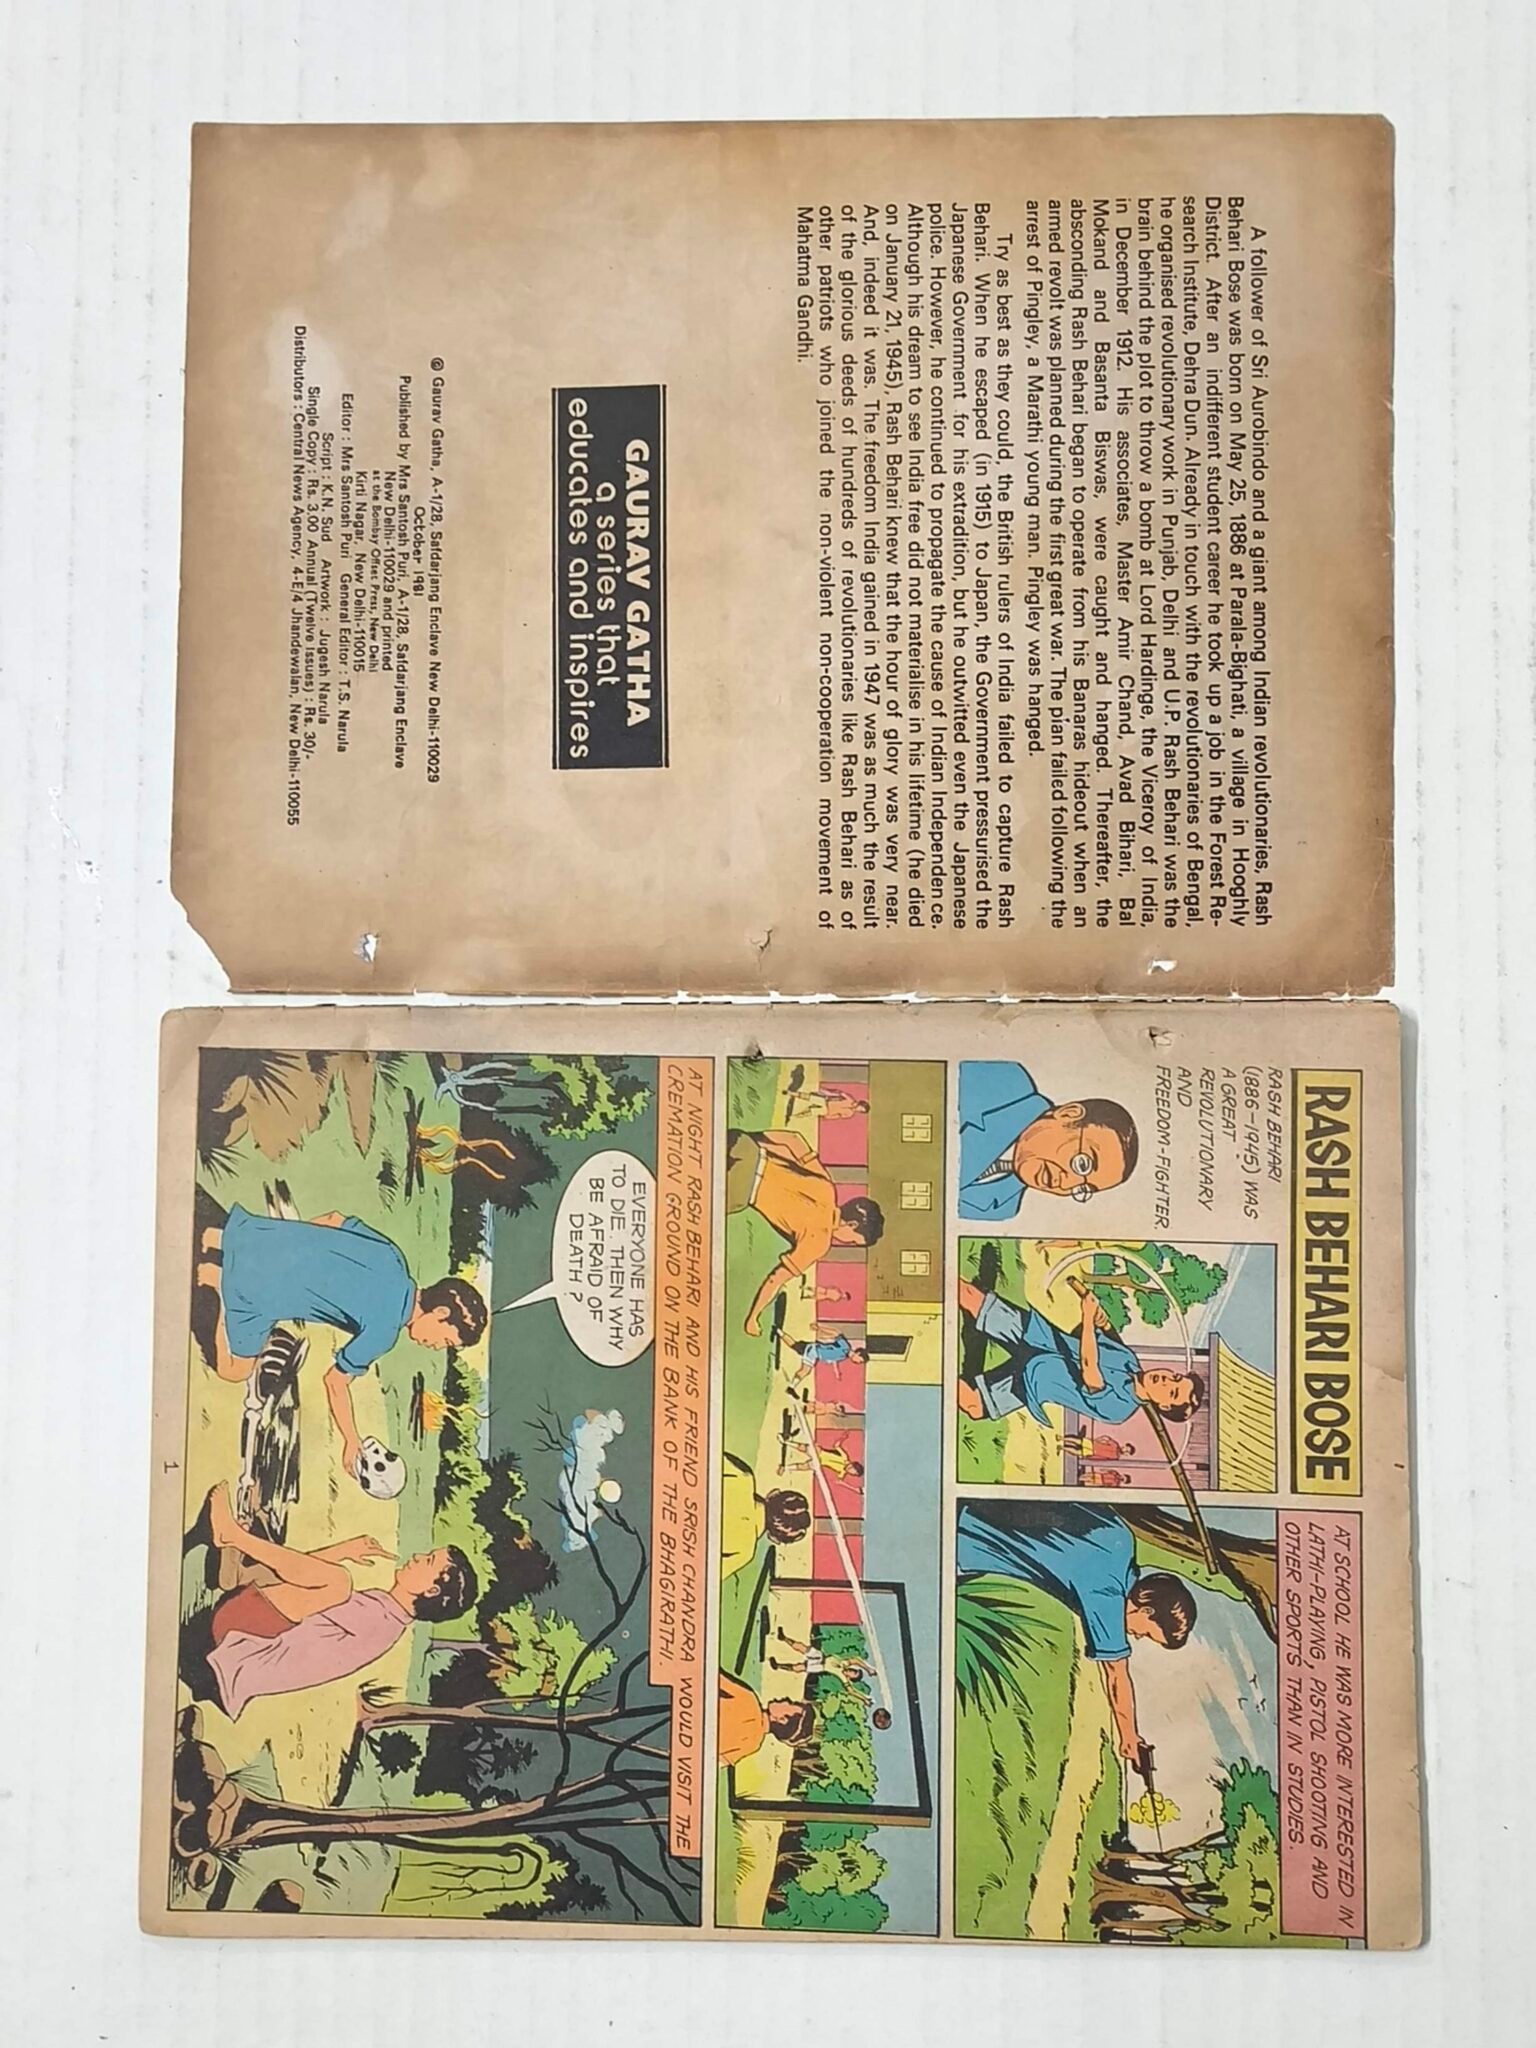 A follower of Sri Aurobindo and a giant among Indian revolutionaries, Rash
Behari Bose was born on May 25, 1886 at Parala-Bighati, a village in Hooghly
District. After an indifferent student career he took up a job in the Forest Re-
search Institute, Dehra Dun. Already in touch with the revolutionaries of Bengal,
he organised revolutionary work in Punjab, Delhi and U.P. Rash Behari was the
brain behind the plot to throw a bomb at Lord Hardinge, the Viceroy of India,
in December 1912. His associates, Master Amir Chand, Avad Bihari, Bal
Mokand and Basanta Biswas, were caught and hanged. Thereafter, the
absconding Rash Behari began to operate from his Banaras hideout when an
armed revolt was planned during the first great war. The plan failed following the
arrest of Pingley, a Marathi young man. Pingley was hanged.
Try as best as they could, the British rulers of India failed to capture Rash
Behari. When he escaped (in 1915) to Japan, the Government pressurised the
Japanese Government for his extradition, but he outwitted even the Japanese
police. However, he continued to propagate the cause of Indian Independence.
Although his dream to see India free did not materialise in his lifetime (he died
on January 21, 1945), Rash Behari knew that the hour of glory was very near.
And, indeed it was. The freedom India gained in 1947 was as much the result
of the glorious deeds of hundreds of revolutionaries like Rash Behari as of
other patriots who joined the non-violent non-cooperation movement of
Mahatma Gandhi.
GAURAV GATHA
a series that
educates and inspires
© Gaurav Gatha, A-1/28, Safdarjang Enclave New Delhi-110029
October 1981
Published by Mrs Santosh Puri, A-1/28, Safdarjang Enclave
New Delhi-110029 and printed
at the Bombay Offset Press, New Delhi
Kirti Nagar, New Delhi-110015
Editor : Mrs Santosh Puri General Editor : T.S. Narula
Script : K.N. Sud Artwork : Jugesh Narula
Single Copy : Rs. 3.00 Annual (Twelve Issues) : Rs. 30/-
Distributors : Central News Agency, 4-E/4 Jhandewalan, New Delhi-110055
RASH BEHARI BOSE
RASH BEHARI
(1886-1945) WAS
A GREAT
REVOLUTIONARY
AND
FREEDOM-FIGHTER
AT SCHOOL HE WAS MORE INTERESTED IN
LATHI-PLAYING, PISTOL SHOOTING AND
OTHER SPORTS THAN IN STUDIES.
AT NIGHT RASH BEHARI AND HIS FRIEND SRISH CHANDRA WOULD VISIT THE
CREMATION GROUND ON THE BANK OF THE BHAGIRATHI.
EVERYONE HAS
TO DIE. THEN WHY
BE AFRAID OF
DEATH ?
1